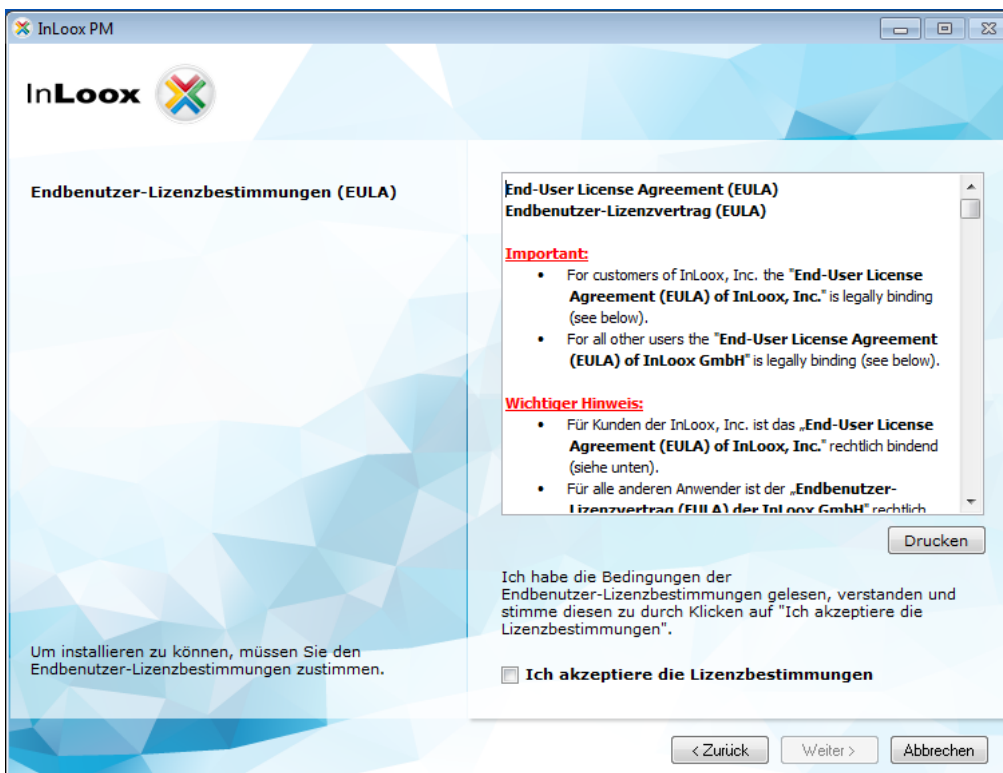 InLoox PM
InLoox
Endbenutzer-Lizenzbestimmungen (EULA)
End-User License Agreement (EULA)
Endbenutzer-Lizenzvertrag (EULA)
Important:
• For customers of InLoox, Inc. the "End-User License
Agreement (EULA) of InLoox, Inc." is legally binding
(see below).
• For all other users the "End-User License Agreement
(EULA) of InLoox GmbH" is legally binding (see below).
Wichtiger Hinweis:
• Für Kunden der InLoox, Inc. ist das „End-User License
Agreement (EULA) of InLoox, Inc." rechtlich bindend
(siehe unten).
• Für alle anderen Anwender ist der „Endbenutzer-
Lizenzvertrag (EULA) der InLoox GmbH" rechtlich
Drucken
Ich habe die Bedingungen der
Endbenutzer-Lizenzbestimmungen gelesen, verstanden und
stimme diesen zu durch Klicken auf "Ich akzeptiere die
Lizenzbestimmungen".
Um installieren zu können, müssen Sie den
Endbenutzer-Lizenzbestimmungen zustimmen.
Ich akzeptiere die Lizenzbestimmungen
< Zurück
Weiter >
Abbrechen